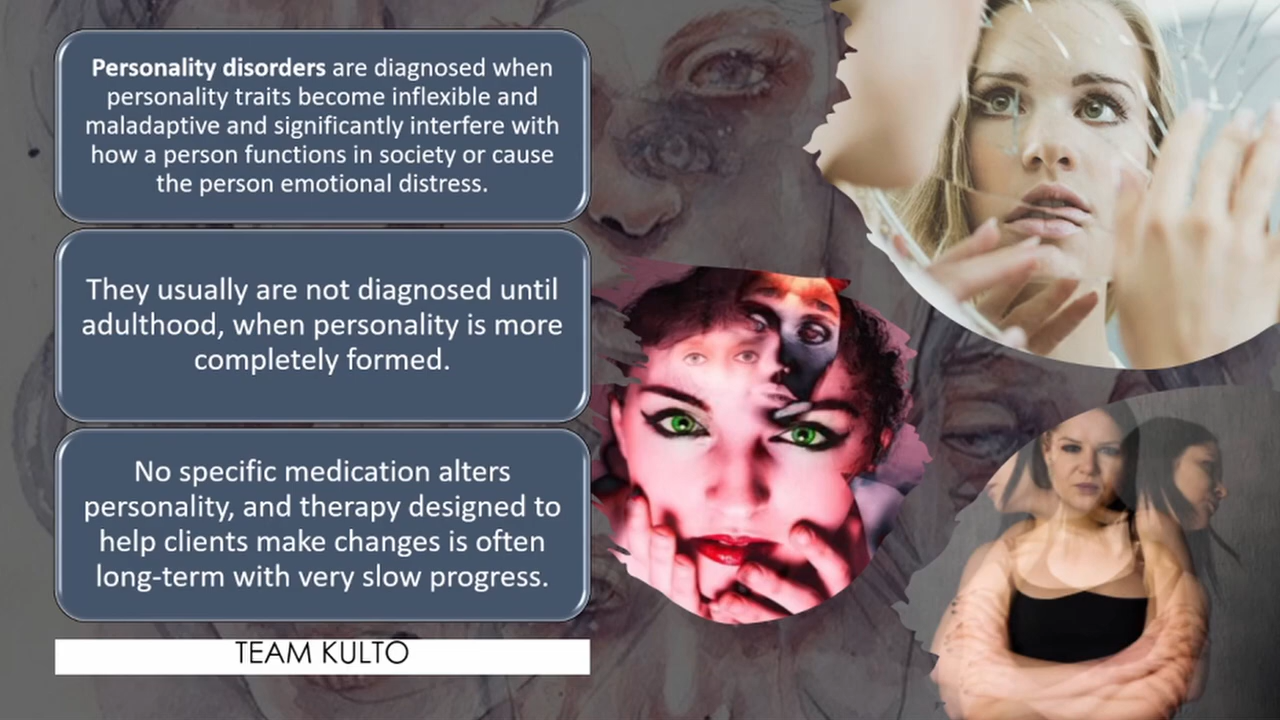 Personality disorders are diagnosed when
personality traits become inflexible and
maladaptive and significantly interfere with
how a person functions in society or cause
the person emotional distress.
They usually are not diagnosed until
adulthood, when personality is more
completely formed.
No specific medication alters
personality, and therapy designed to
help clients make changes is often
long-term with very slow progress.
TEAM KULTO